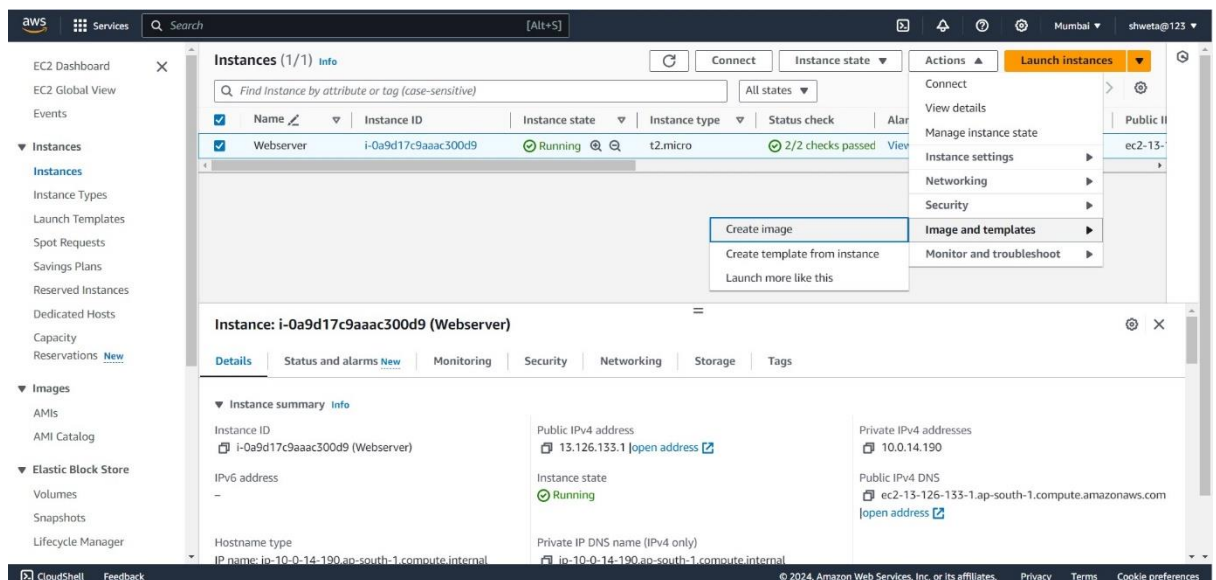 aws Services Search [Alt+S] Mumbai shweta@123
EC2 Dashboard
EC2 Global View
Events
Instances
Instances
Instance Types
Launch Templates
Spot Requests
Savings Plans
Reserved Instances
Dedicated Hosts
Capacity
Reservations New
Images
AMIs
AMI Catalog
Elastic Block Store
Volumes
Snapshots
Lifecycle Manager
Instances (1/1) Info
Connect Instance state Actions Launch instances
Find Instance by attribute or tag (case-sensitive) All states
Name Instance ID Instance state Instance type Status check Alar Public II
Webserver i-0a9d17c9aaac300d9 Running t2.micro 2/2 checks passed View ec2-13-
Connect
View details
Manage instance state
Instance settings
Networking
Security
Image and templates
Monitor and troubleshoot
Create image
Create template from instance
Launch more like this
Instance: i-0a9d17c9aaac300d9 (Webserver)
Details Status and alarms New Monitoring Security Networking Storage Tags
Instance summary Info
Instance ID
i-0a9d17c9aaac300d9 (Webserver)
Public IPv4 address
13.126.133.1 |open address
Private IPv4 addresses
10.0.14.190
IPv6 address
–
Instance state
Running
Public IPv4 DNS
ec2-13-126-133-1.ap-south-1.compute.amazonaws.com
|open address
Hostname type
IP name: ip-10-0-14-190.ap-south-1.compute.internal
Private IP DNS name (IPv4 only)
ip-10-0-14-190.ap-south-1.compute.internal
CloudShell Feedback © 2024, Amazon Web Services, Inc. or its affiliates. Privacy Terms Cookie preferences